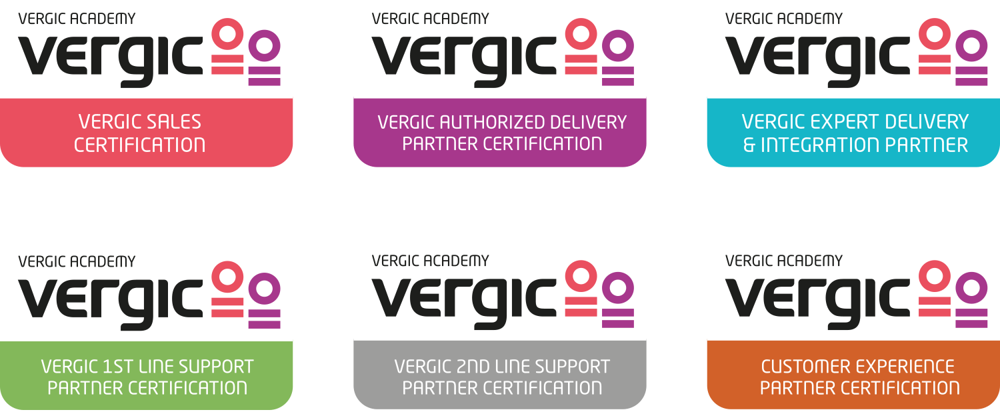 VERGIC ACADEMY
vergic
VERGIC SALES
CERTIFICATION
VERGIC ACADEMY
vergic
VERGIC AUTHORIZED DELIVERY
PARTNER CERTIFICATION
VERGIC ACADEMY
vergic
VERGIC EXPERT DELIVERY
& INTEGRATION PARTNER
VERGIC ACADEMY
vergic
VERGIC 1ST LINE SUPPORT
PARTNER CERTIFICATION
VERGIC ACADEMY
vergic
VERGIC 2ND LINE SUPPORT
PARTNER CERTIFICATION
VERGIC ACADEMY
vergic
CUSTOMER EXPERIENCE
PARTNER CERTIFICATION